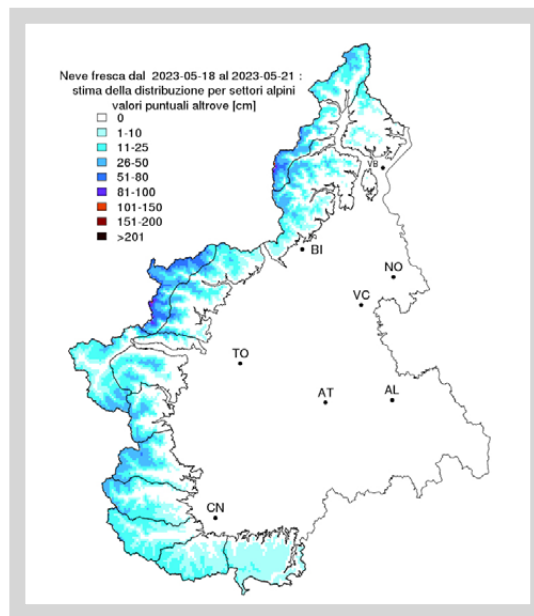 Neve fresca dal 2023-05-18 al 2023-05-21 :
stima della distribuzione per settori alpini
valori puntuali altrove [cm]
0
1-10
11-25
26-50
51-80
81-100
101-150
151-200
>201
VB
BI
NO
VC
TO
AT
AL
CN